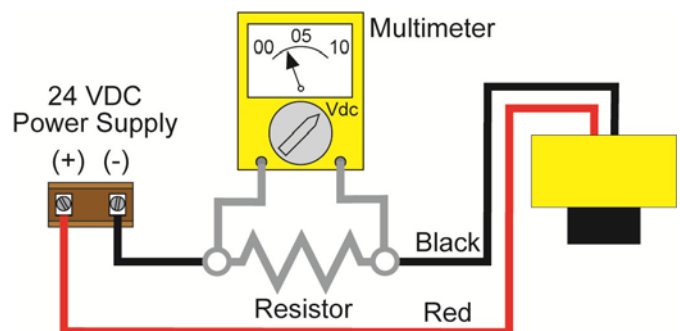 Multimeter
00 05 10
Vdc
24 VDC
Power Supply
(+) (-)
Black
Resistor
Red